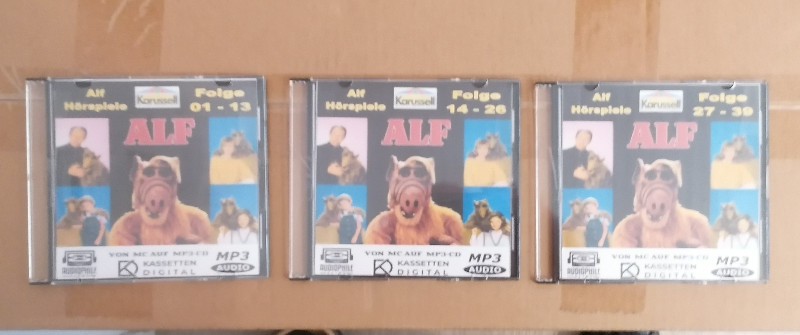 Alf
Hörspiele
Karussell
Folge
01 - 13
ALF
VON MC AUF MP3-CD
KASSETTEN
DIGITAL
MP3
AUDIO
Alf
Hörspiele
Karussell
Folge
14 - 26
ALF
VON MC AUF MP3-CD
AUDIOSPIELE
KASSETTEN
DIGITAL
MP3
AUDIO
Alf
Hörspiele
Karussell
Folge
27 - 39
ALF
VON MC AUF MP3-CD
KASSETTEN
DIGITAL
MP3
AUDIO